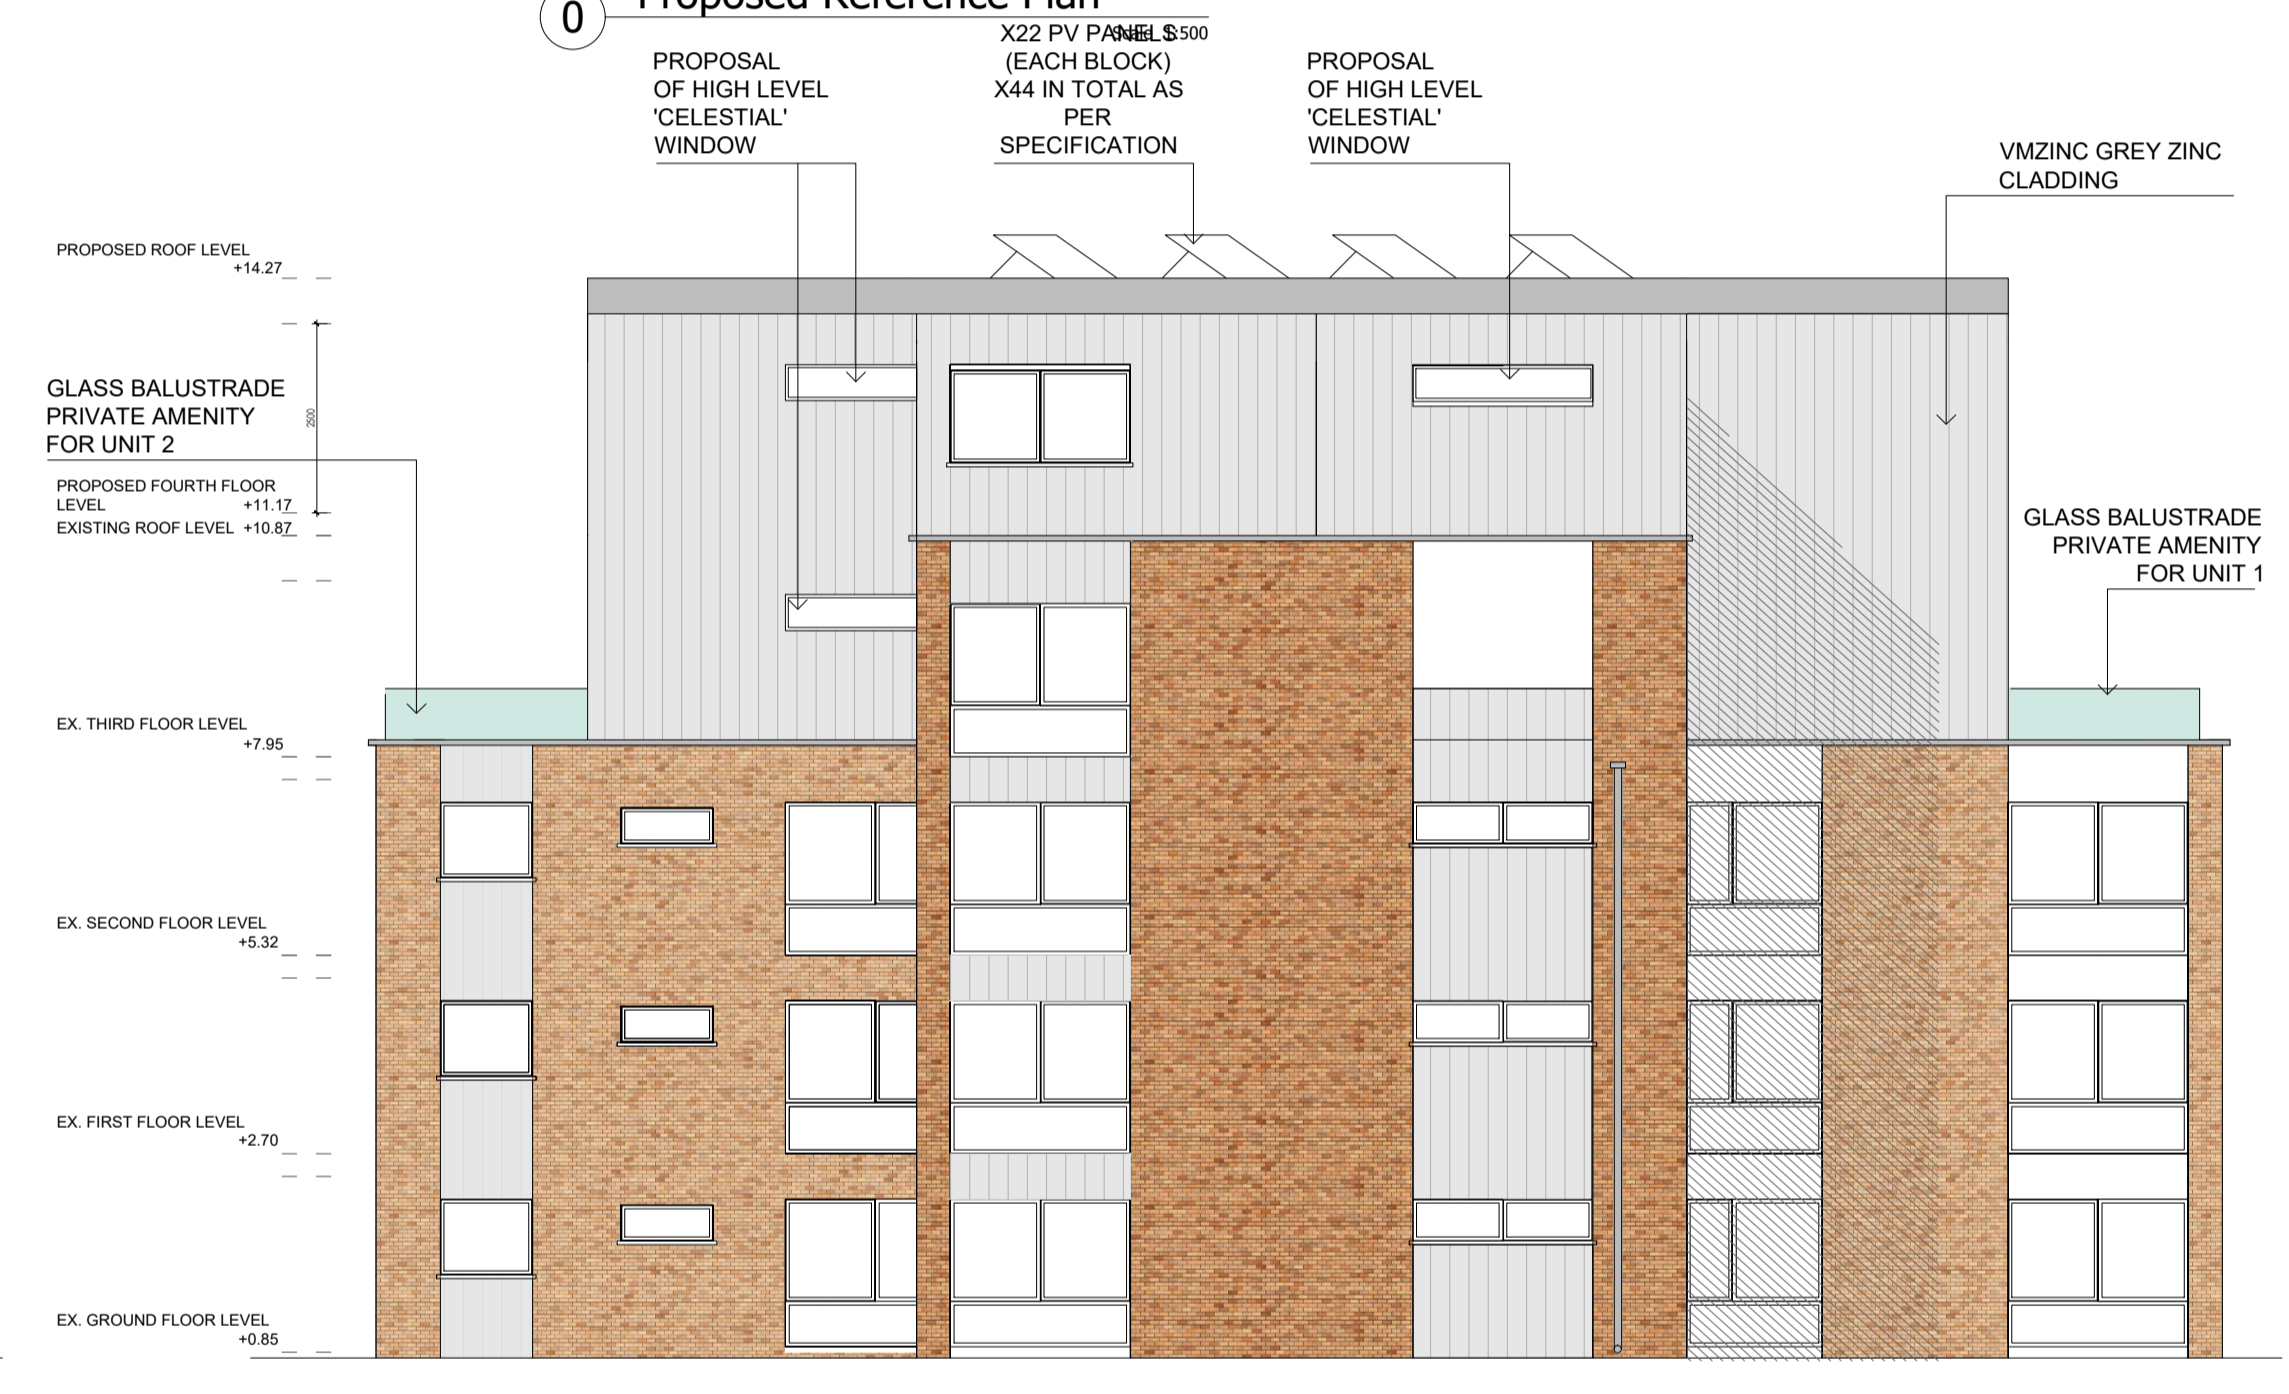 0
Proposed Reference Plan
Scale 1:500
PROPOSAL
OF HIGH LEVEL
'CELESTIAL'
WINDOW
X22 PV PANELS
(EACH BLOCK)
X44 IN TOTAL AS
PER
SPECIFICATION
PROPOSAL
OF HIGH LEVEL
'CELESTIAL'
WINDOW
VMZINC GREY ZINC
CLADDING
PROPOSED ROOF LEVEL
+14.27
GLASS BALUSTRADE
PRIVATE AMENITY
FOR UNIT 2
2500
PROPOSED FOURTH FLOOR
LEVEL +11.17
EXISTING ROOF LEVEL +10.87
GLASS BALUSTRADE
PRIVATE AMENITY
FOR UNIT 1
EX. THIRD FLOOR LEVEL
+7.95
EX. SECOND FLOOR LEVEL
+5.32
EX. FIRST FLOOR LEVEL
+2.70
EX. GROUND FLOOR LEVEL
+0.85